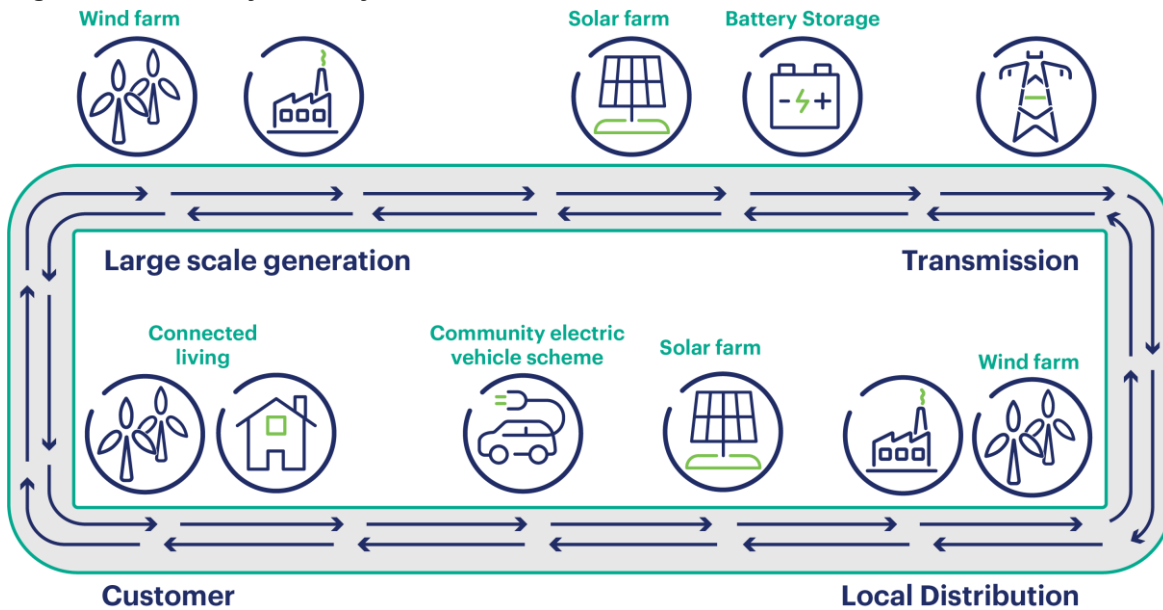 Wind farm
Solar farm
Battery Storage
Large scale generation
Transmission
Connected
living
Community electric
vehicle scheme
Solar farm
Wind farm
Customer
Local Distribution